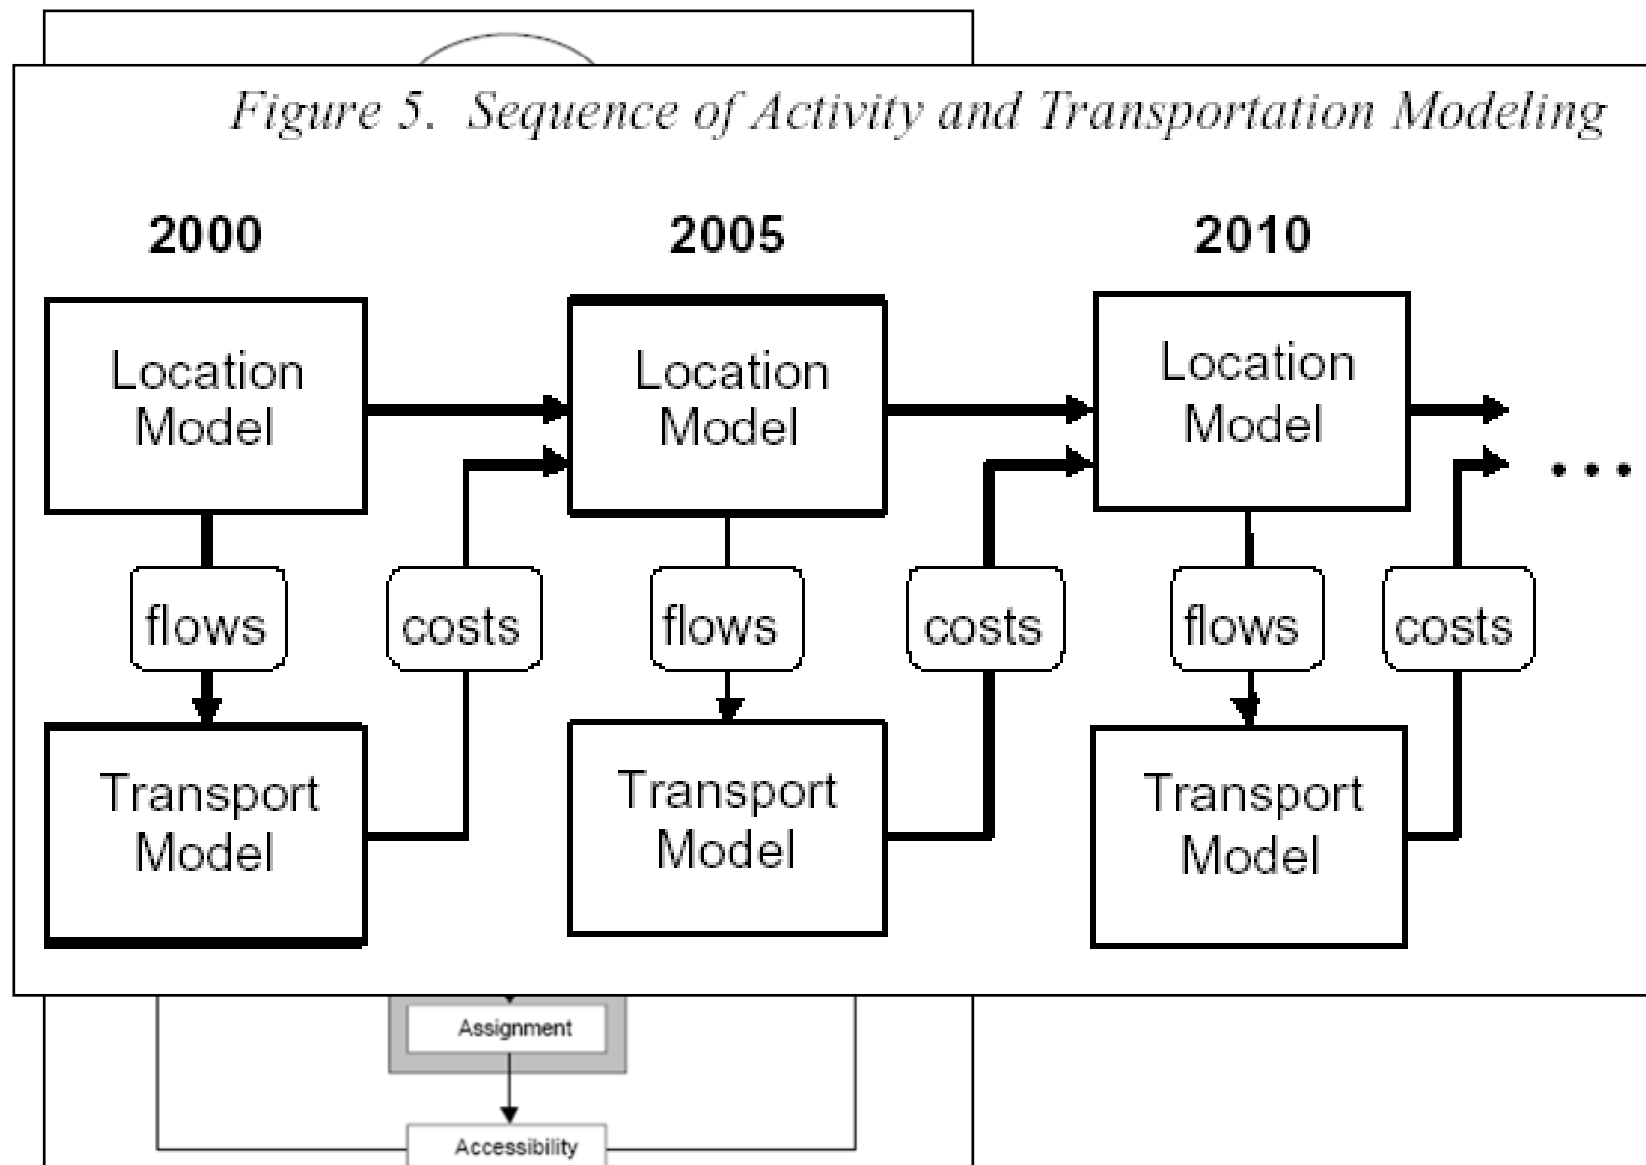 Figure 5. Sequence of Activity and Transportation Modeling
2000 2005 2010
Location Location Location
Model Model Model
...
flows costs flows costs flows costs
Transport Transport Transport
Model Model Model
Assignment
Accessibility